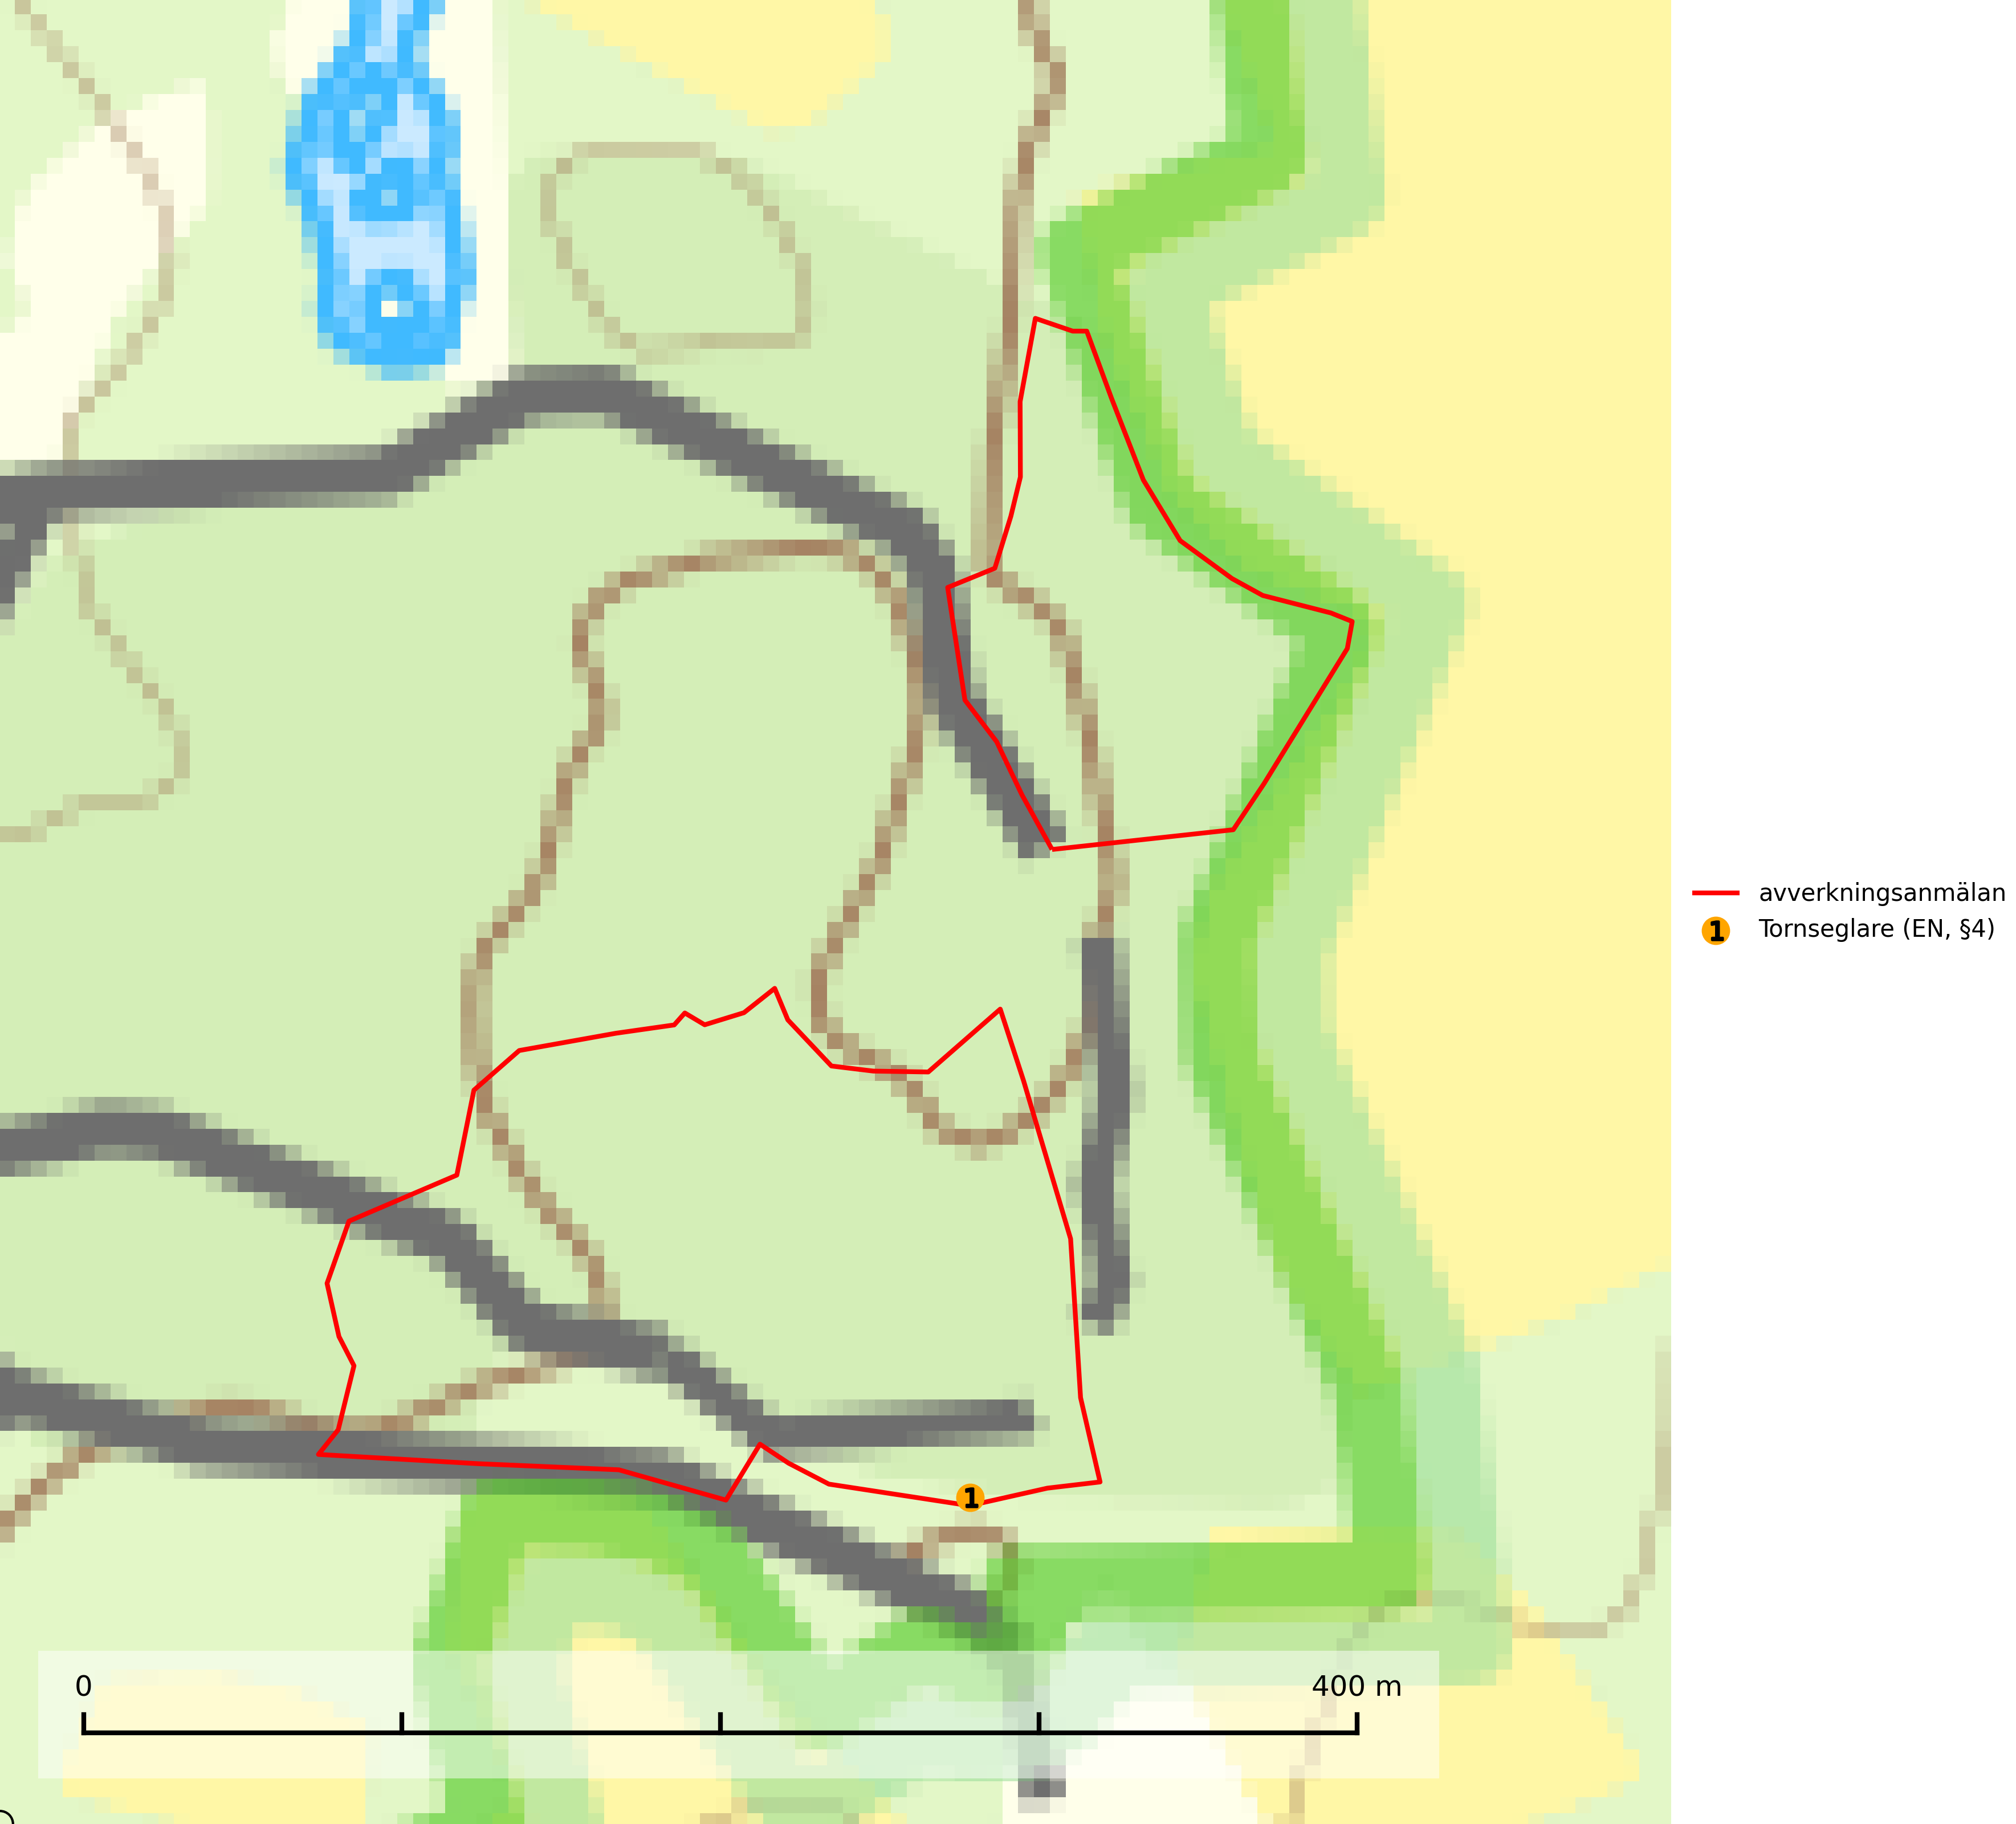 avverkningsanmälan
1 Tornseglare (EN, §4)
1
0 400 m